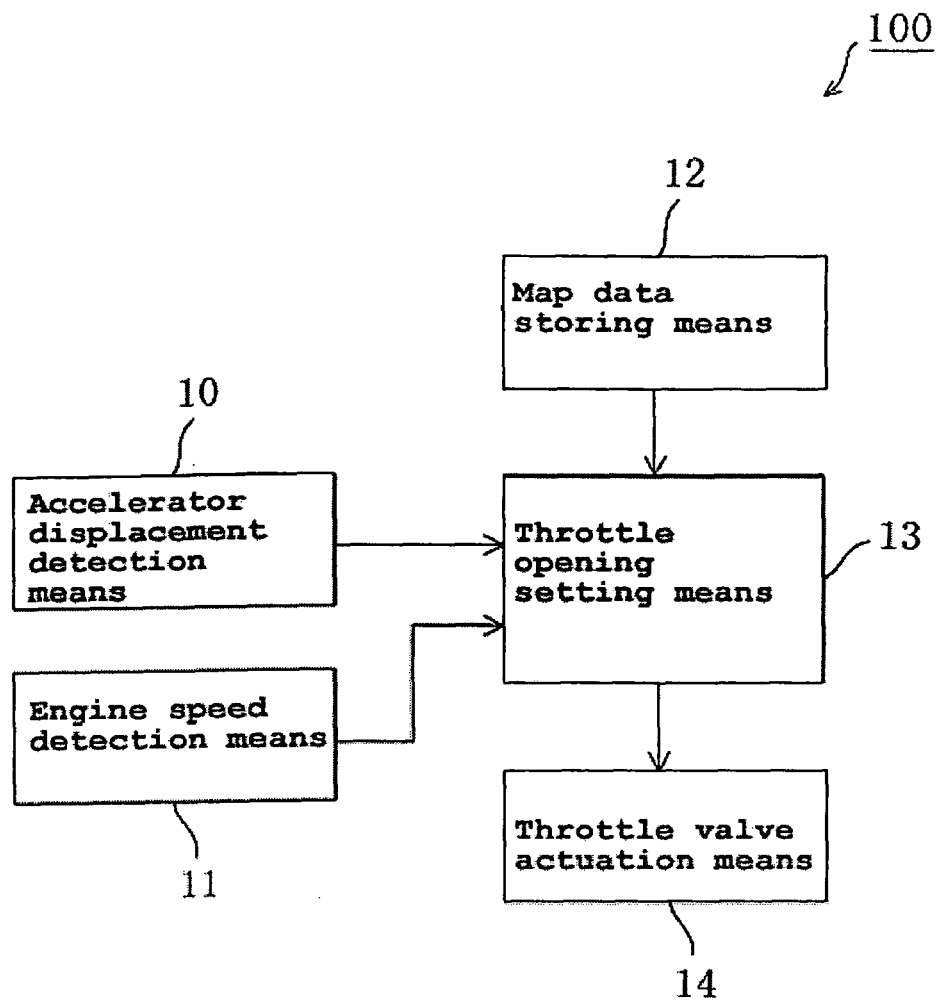 100
12
Map data
storing means
10
Accelerator
displacement
detection
means
Throttle
opening
setting means
13
Engine speed
detection means
11
Throttle valve
actuation means
14